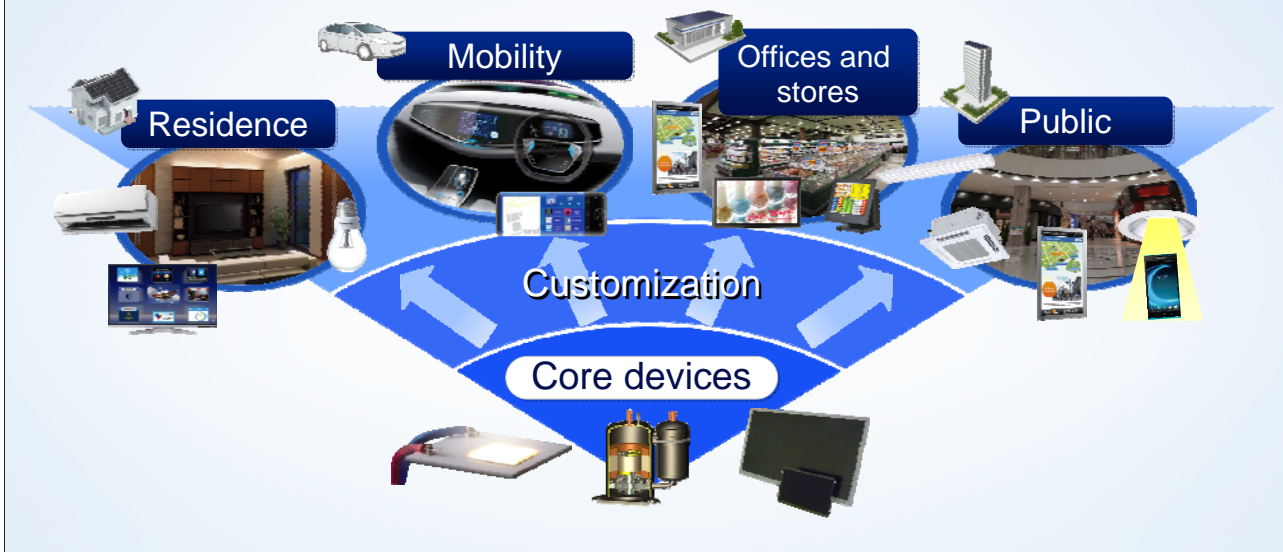 Mobility
Offices and
stores
Residence
Public
Customization
Core devices